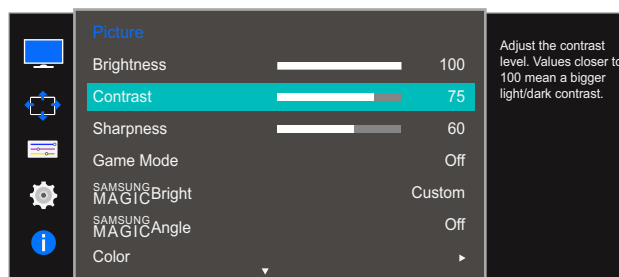 Picture
Brightness 100
Contrast 75
Sharpness 60
Game Mode Off
SAMSUNG
MAGICBright Custom
SAMSUNG
MAGICAngle Off
Color
Adjust the contrast
level. Values closer to
100 mean a bigger
light/dark contrast.